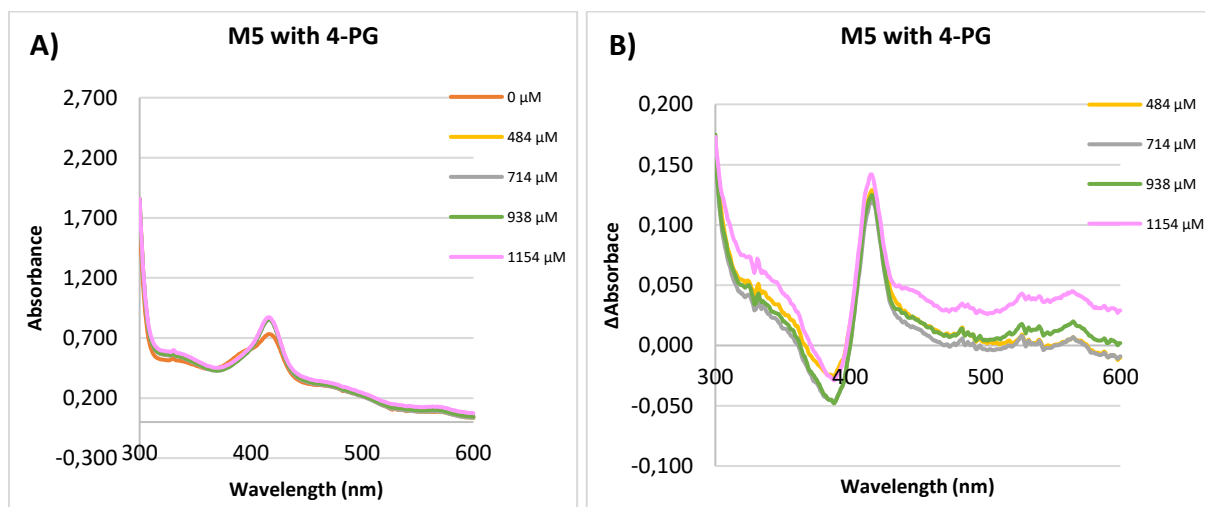 A)
M5 with 4-PG
2,700
2,200
1,700
1,200
0,700
0,200
-0,300
300
400
500
600
Absorbance
Wavelength (nm)
0 µM
484 µM
714 µM
938 µM
1154 µM
B)
M5 with 4-PG
0,200
0,150
0,100
0,050
0,000
-0,050
-0,100
300
400
500
600
ΔAbsorbace
Wavelength (nm)
484 µM
714 µM
938 µM
1154 µM